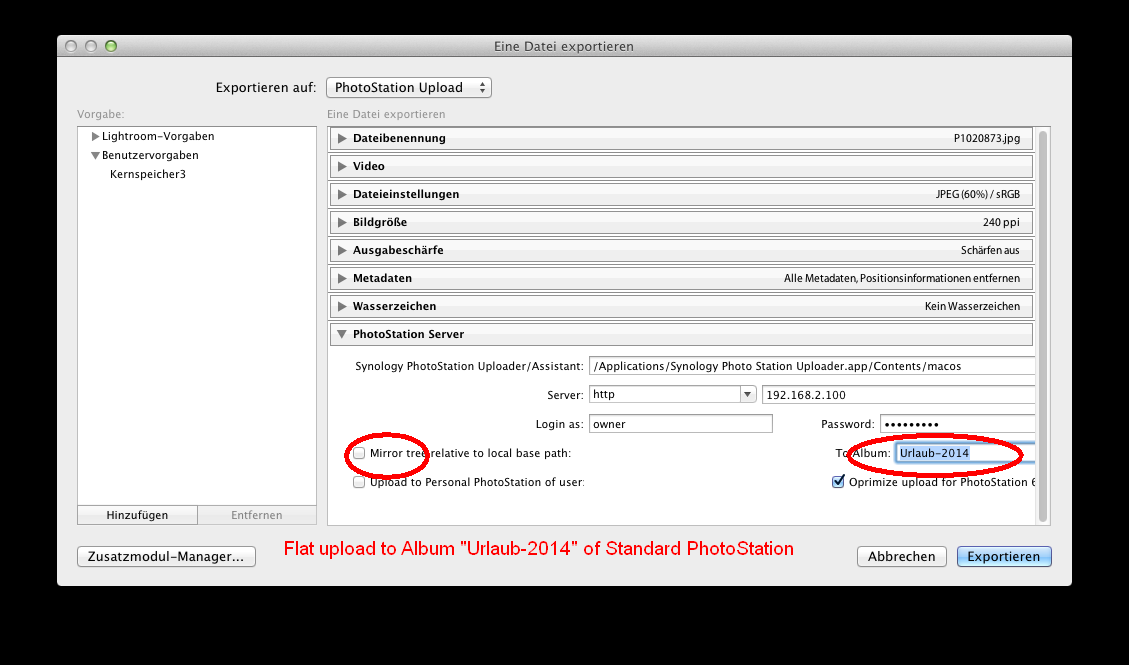 Eine Datei exportieren
Exportieren auf: PhotoStation Upload
Vorgabe:
Eine Datei exportieren
Lightroom-Vorgaben
Benutzervorgaben
Kernspeicher3
Dateibenennung P1020873.jpg
Video
Dateieinstellungen JPEG (60%) / sRGB
Bildgröße 240 ppi
Ausgabeschärfe Schärfen aus
Metadaten Alle Metadaten, Positionsinformationen entfernen
Wasserzeichen Kein Wasserzeichen
PhotoStation Server
Synology PhotoStation Uploader/Assistant: /Applications/Synology Photo Station Uploader.app/Contents/macos
Server: http 192.168.2.100
Login as: owner Password: •••••••••
Mirror tree relative to local base path: To Album: Urlaub-2014
Upload to Personal PhotoStation of user: Oprimize upload for PhotoStation 6
Hinzufügen Entfernen
Flat upload to Album "Urlaub-2014" of Standard PhotoStation
Zusatzmodul-Manager... Abbrechen Exportieren